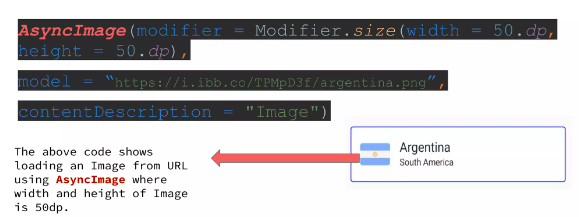 AsyncImage(modifier = Modifier.size(width = 50.dp,
height = 50.dp),
model = “https://i.ibb.co/TPMpD3f/argentina.png”,
contentDescription = "Image")
Argentina
South America
The above code shows
loading an Image from URL
using AsyncImage where
width and height of Image
is 50dp.